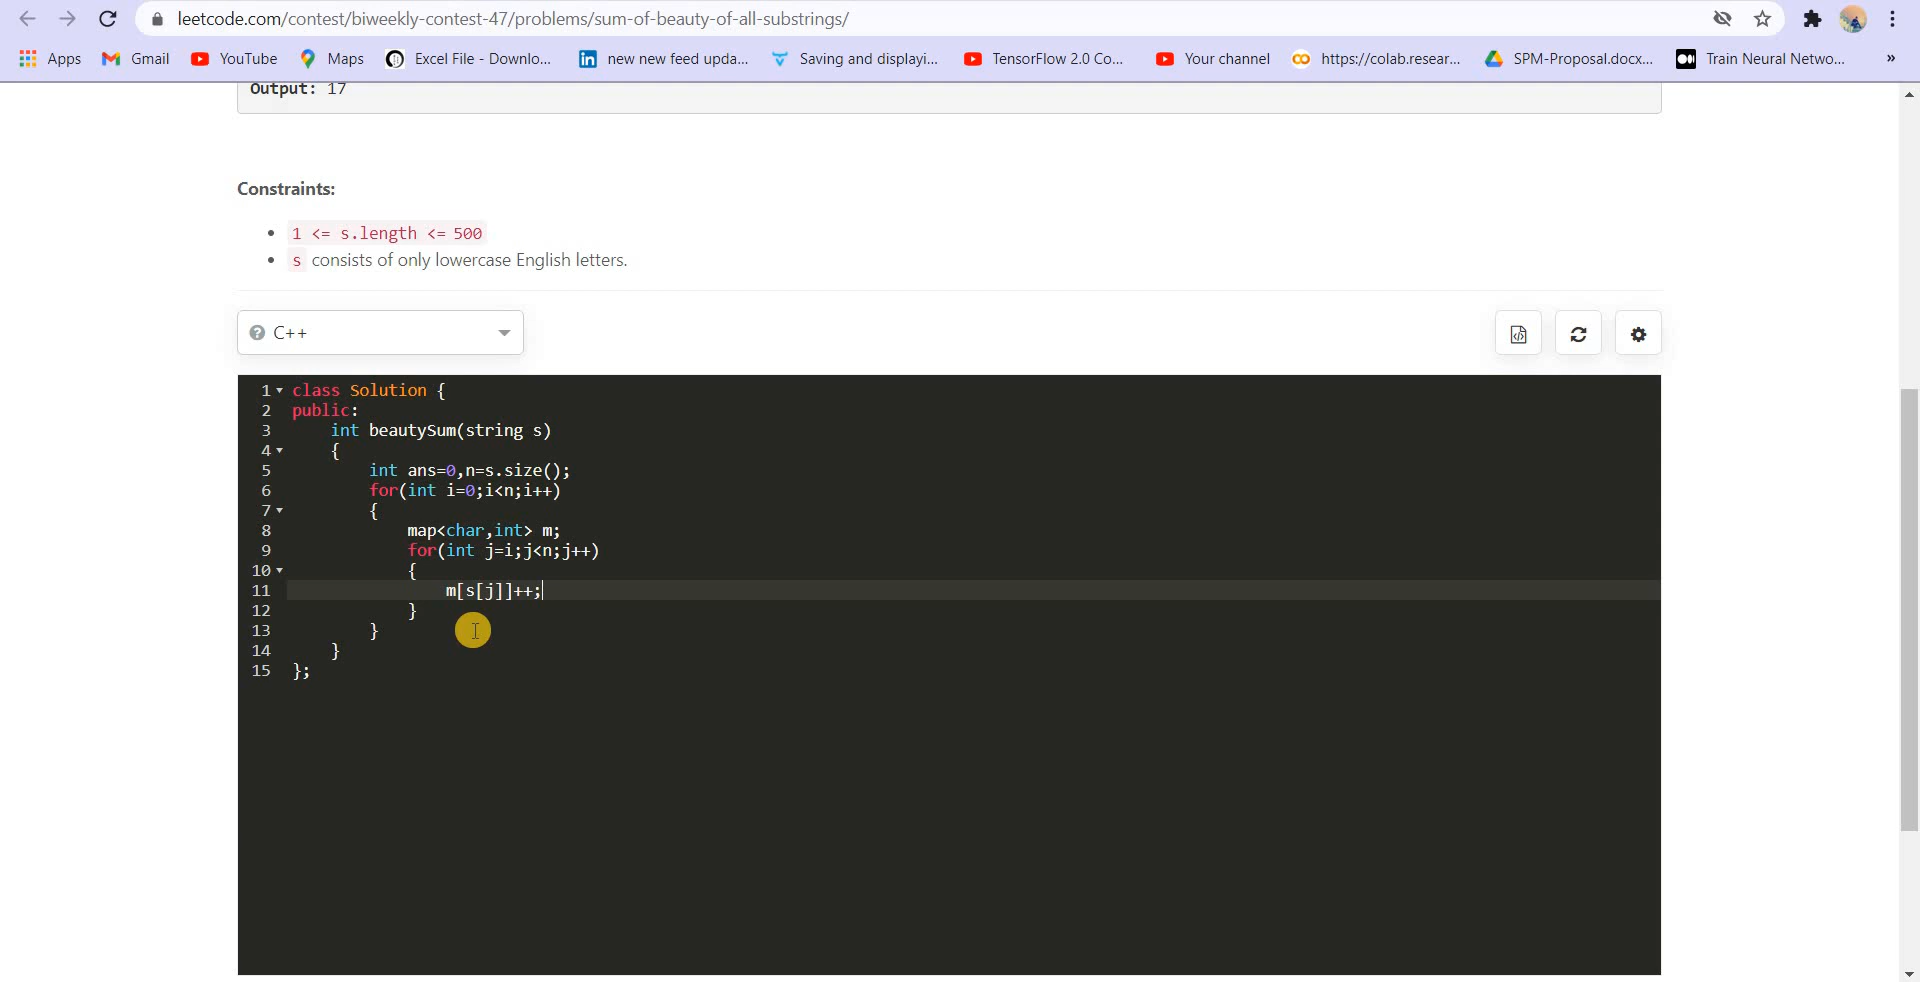 leetcode.com/contest/biweekly-contest-47/problems/sum-of-beauty-of-all-substrings/
Apps Gmail YouTube Maps Excel File - Downlo... in new new feed upda... Saving and displayi... TensorFlow 2.0 Co... Your channel https://colab.resear... SPM-Proposal.docx... Train Neural Netwo... »
Output: 17
Constraints:
• 1 <= s.length <= 500
• s consists of only lowercase English letters.
? C++
1 class Solution {
2 public:
3 int beautySum(string s)
4 {
5 int ans=0,n=s.size();
6 for(int i=0;i<n;i++)
7 {
8 map<char,int> m;
9 for(int j=i;j<n;j++)
10 {
11 m[s[j]]++;
12 }
13 }
14 }
15 };